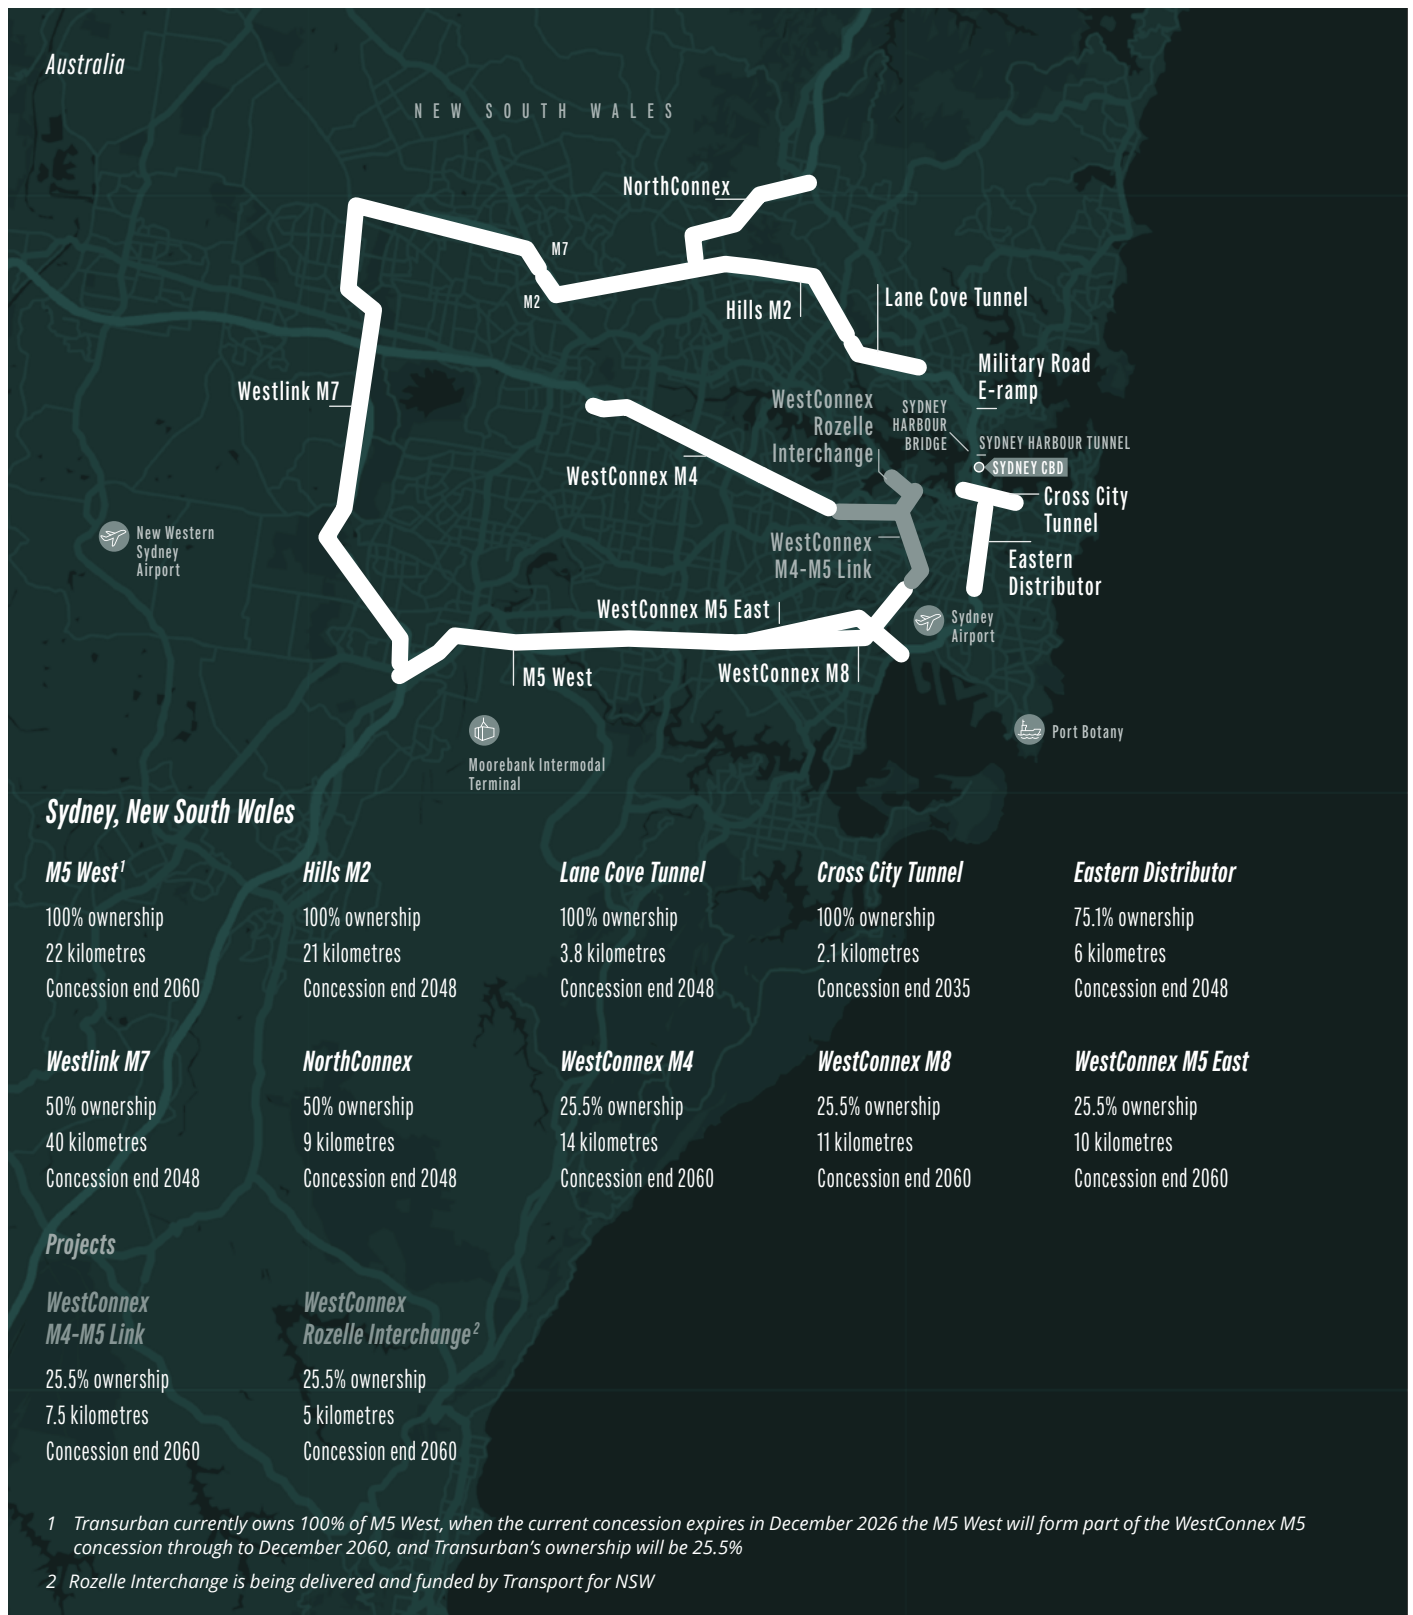 Australia
NEW SOUTH WALES
NorthConnex
M7
M2
Hills M2
Lane Cove Tunnel
Military Road
E-ramp
Westlink M7
WestConnex
Rozelle
Interchange
SYDNEY
HARBOUR
BRIDGE
SYDNEY HARBOUR TUNNEL
SYDNEY CBD
WestConnex M4
Cross City
Tunnel
New Western
Sydney
Airport
WestConnex
M4-M5 Link
Eastern
Distributor
WestConnex M5 East
Sydney
Airport
M5 West
WestConnex M8
Port Botany
Moorebank Intermodal
Terminal
Sydney, New South Wales
M5 West¹
100% ownership
22 kilometres
Concession end 2060
Hills M2
100% ownership
21 kilometres
Concession end 2048
Lane Cove Tunnel
100% ownership
3.8 kilometres
Concession end 2048
Cross City Tunnel
100% ownership
2.1 kilometres
Concession end 2035
Eastern Distributor
75.1% ownership
6 kilometres
Concession end 2048
Westlink M7
50% ownership
40 kilometres
Concession end 2048
NorthConnex
50% ownership
9 kilometres
Concession end 2048
WestConnex M4
25.5% ownership
14 kilometres
Concession end 2060
WestConnex M8
25.5% ownership
11 kilometres
Concession end 2060
WestConnex M5 East
25.5% ownership
10 kilometres
Concession end 2060
Projects
WestConnex
M4-M5 Link
25.5% ownership
7.5 kilometres
Concession end 2060
WestConnex
Rozelle Interchange²
25.5% ownership
5 kilometres
Concession end 2060
1 Transurban currently owns 100% of M5 West, when the current concession expires in December 2026 the M5 West will form part of the WestConnex M5
concession through to December 2060, and Transurban's ownership will be 25.5%
2 Rozelle Interchange is being delivered and funded by Transport for NSW